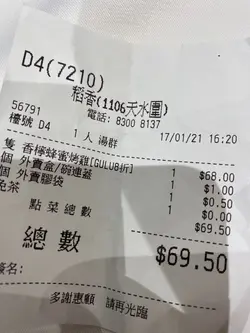 D4(7210)
稻香(1106天水圍)
電話: 8300 8137
56791
檯號 D4 1 人 湯群 17/01/21 16:20
隻 香檸蜂蜜烤雞[GULU8折] 1 $68.00
個 外賣盒/碗連蓋 1 $1.00
個 外賣膠袋 1 $0.50
免茶 $0.00
點菜總數 $69.50
總數 $69.50
簽名:
多謝惠顧 請再光臨